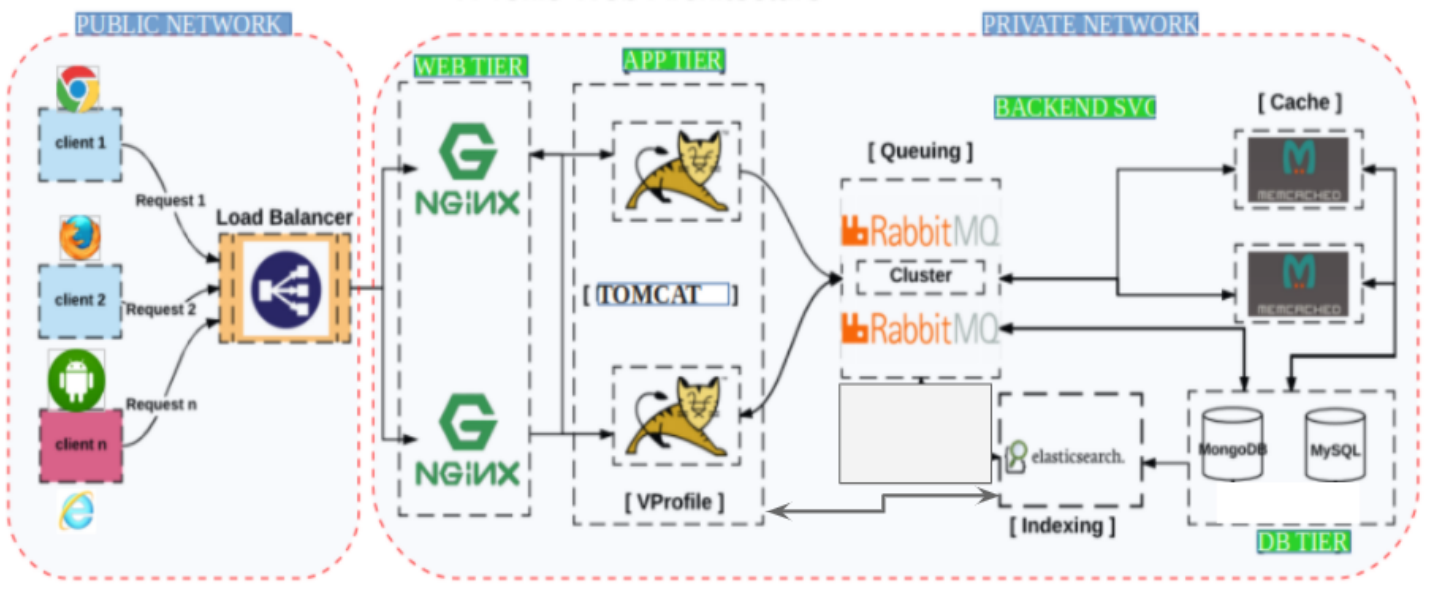 PUBLIC NETWORK
PRIVATE NETWORK
WEB TIER
APP TIER
BACKEND SVC
[ Cache ]
client 1
Request 1
NGINX
[ Queuing ]
MEMCACHED
Load Balancer
RabbitMQ
Cluster
client 2
Request 2
[ TOMCAT ]
MEMCACHED
RabbitMQ
Request n
client n
NGINX
[ VProfile ]
elasticsearch.
[ Indexing ]
MongoDB
MySQL
DB TIER